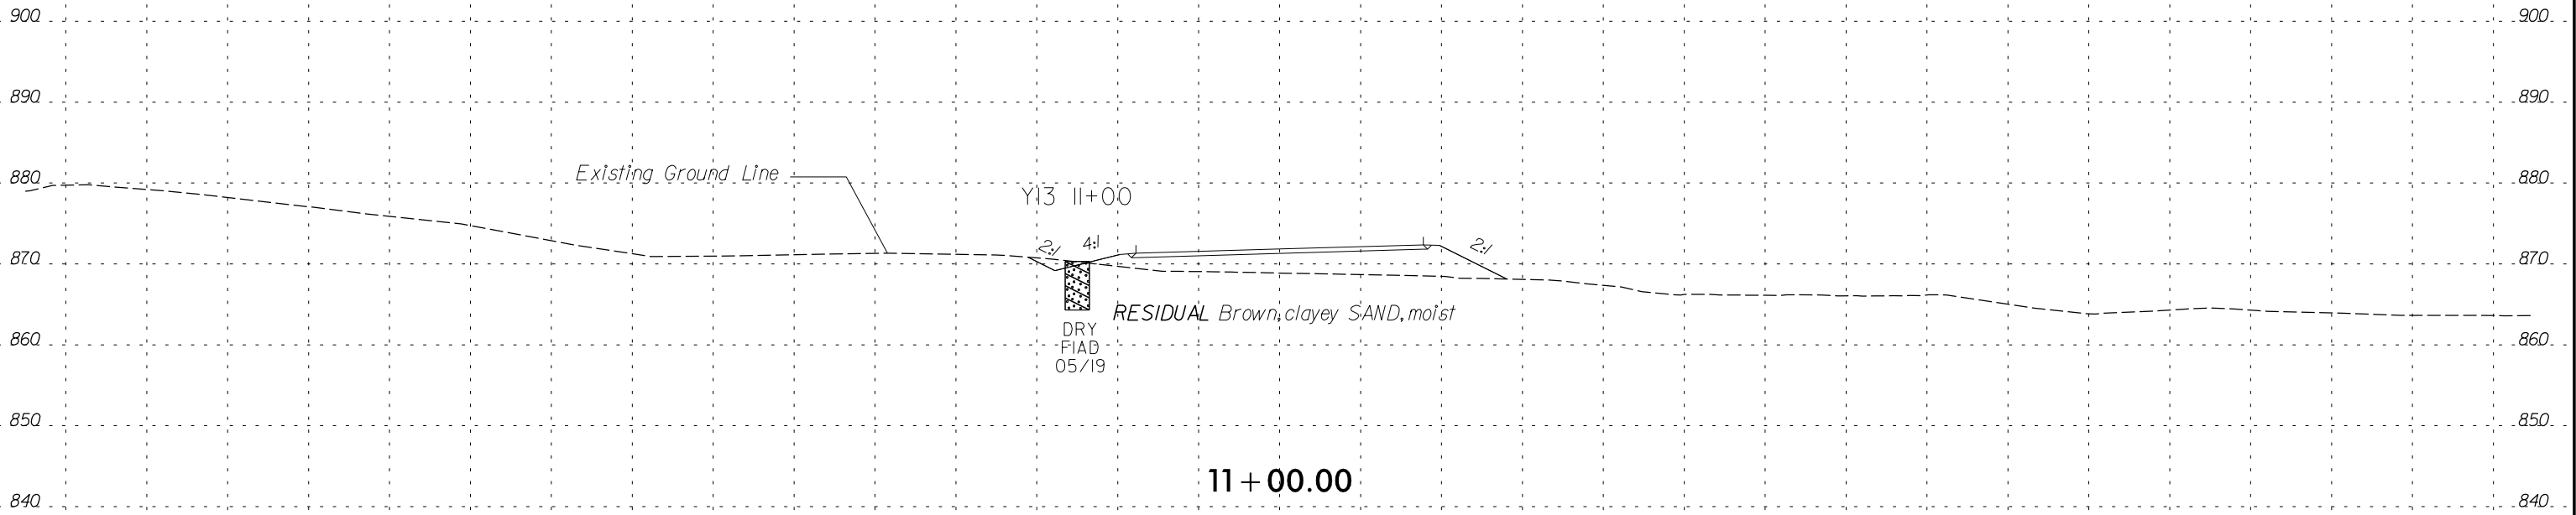 900 900
890 890
880 880
Existing Ground Line
Y13 11+00
2:1 4:1 2:1
870 870
RESIDUAL Brown, clayey SAND, moist
DRY
FIAD
05/19
860 860
850 850
11+00.00
840 840